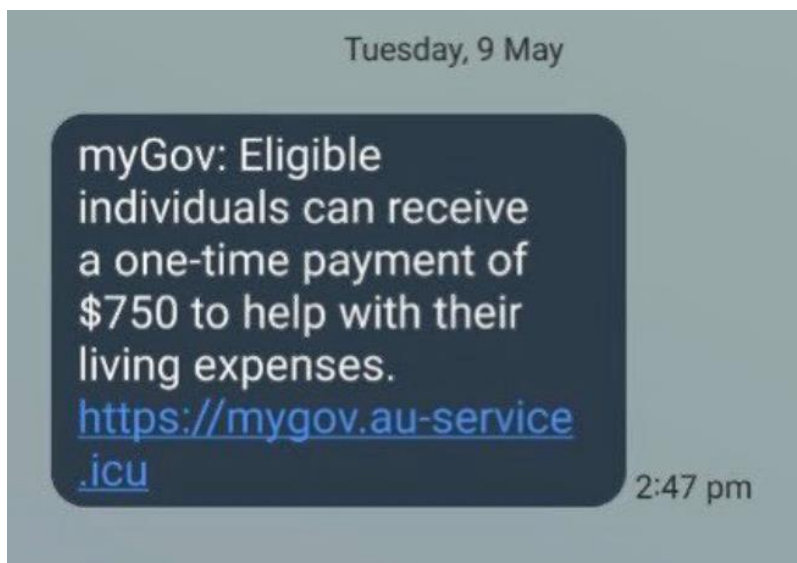 Tuesday, 9 May
myGov: Eligible
individuals can receive
a one-time payment of
$750 to help with their
living expenses.
https://mygov.au-service
.icu
2:47 pm